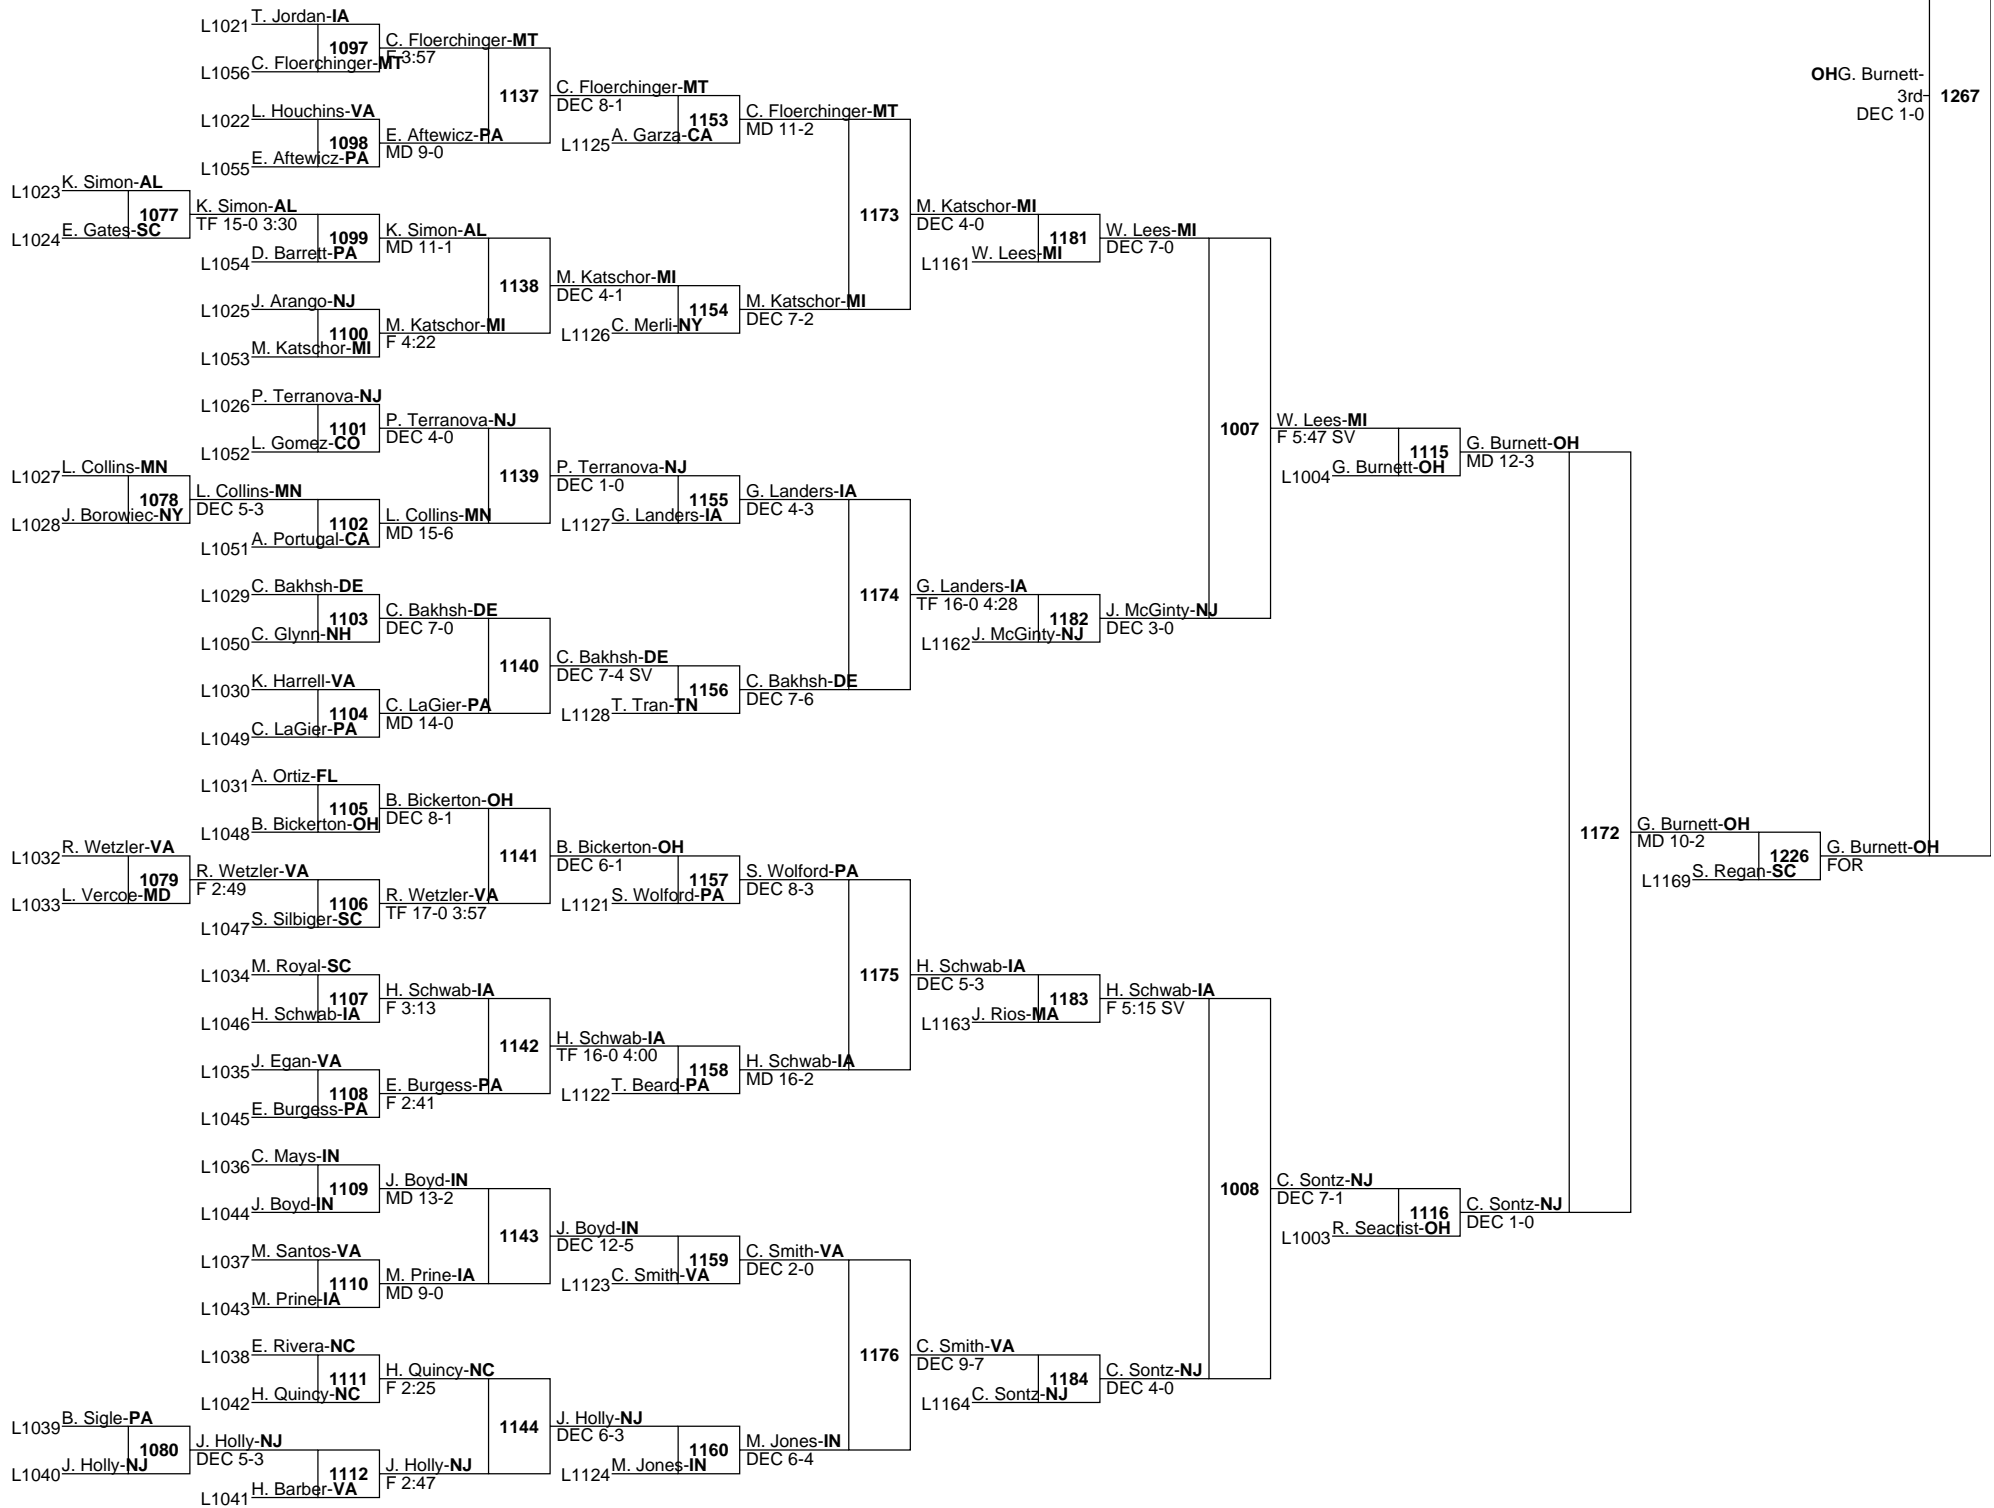 T. Jordan-IA
L1021
1097
C. Floerchinger-MT
F 3:57
C. Floerchinger-MT
L1056
1137
C. Floerchinger-MT
DEC 8-1
L. Houchins-VA
L1022
1098
E. Aftewicz-PA
MD 9-0
E. Aftewicz-PA
L1055
1153
A. Garza-CA
L1125
C. Floerchinger-MT
MD 11-2
K. Simon-AL
L1023
1077
E. Gates-SC
L1024
K. Simon-AL
TF 15-0 3:30
1099
D. Barrett-PA
L1054
K. Simon-AL
MD 11-1
1138
J. Arango-NJ
L1025
1100
M. Katschor-MI
L1053
M. Katschor-MI
F 4:22
M. Katschor-MI
DEC 4-1
1154
C. Merli-NY
L1126
M. Katschor-MI
DEC 7-2
1173
M. Katschor-MI
DEC 4-0
1181
W. Lees-MI
L1161
W. Lees-MI
DEC 7-0
P. Terranova-NJ
L1026
1101
L. Gomez-CO
L1052
P. Terranova-NJ
DEC 4-0
L. Collins-MN
L1027
1078
J. Borowiec-NY
L1028
L. Collins-MN
DEC 5-3
1102
A. Portugal-CA
L1051
L. Collins-MN
MD 15-6
1139
P. Terranova-NJ
DEC 1-0
1155
G. Landers-IA
L1127
G. Landers-IA
DEC 4-3
C. Bakhsh-DE
L1029
1103
C. Glynn-NH
L1050
C. Bakhsh-DE
DEC 7-0
K. Harrell-VA
L1030
1104
C. LaGier-PA
L1049
C. LaGier-PA
MD 14-0
1140
C. Bakhsh-DE
DEC 7-4 SV
1156
T. Tran-TN
L1128
C. Bakhsh-DE
DEC 7-6
1174
G. Landers-IA
TF 16-0 4:28
1182
J. McGinty-NJ
L1162
J. McGinty-NJ
DEC 3-0
1007
W. Lees-MI
F 5:47 SV
1115
G. Burnett-OH
L1004
G. Burnett-OH
MD 12-3
A. Ortiz-FL
L1031
1105
B. Bickerton-OH
L1048
B. Bickerton-OH
DEC 8-1
R. Wetzler-VA
L1032
1079
L. Vercoe-MD
L1033
R. Wetzler-VA
F 2:49
1106
S. Silbiger-SC
L1047
R. Wetzler-VA
TF 17-0 3:57
1141
B. Bickerton-OH
DEC 6-1
1157
S. Wolford-PA
L1121
S. Wolford-PA
DEC 8-3
M. Royal-SC
L1034
1107
H. Schwab-IA
L1046
H. Schwab-IA
F 3:13
J. Egan-VA
L1035
1108
E. Burgess-PA
L1045
E. Burgess-PA
F 2:41
1142
H. Schwab-IA
TF 16-0 4:00
1158
T. Beard-PA
L1122
H. Schwab-IA
MD 16-2
1175
H. Schwab-IA
DEC 5-3
1183
J. Rios-MA
L1163
H. Schwab-IA
F 5:15 SV
C. Mays-IN
L1036
1109
J. Boyd-IN
L1044
J. Boyd-IN
MD 13-2
M. Santos-VA
L1037
1110
M. Prine-IA
L1043
M. Prine-IA
MD 9-0
1143
J. Boyd-IN
DEC 12-5
1159
C. Smith-VA
L1123
C. Smith-VA
DEC 2-0
E. Rivera-NC
L1038
1111
H. Quincy-NC
L1042
H. Quincy-NC
F 2:25
B. Sigle-PA
L1039
1080
J. Holly-NJ
L1040
J. Holly-NJ
DEC 5-3
1112
H. Barber-VA
L1041
J. Holly-NJ
F 2:47
1144
J. Holly-NJ
DEC 6-3
1160
M. Jones-IN
L1124
M. Jones-IN
DEC 6-4
1176
C. Smith-VA
DEC 9-7
1184
C. Sontz-NJ
L1164
C. Sontz-NJ
DEC 4-0
1008
C. Sontz-NJ
DEC 7-1
1116
R. Seacrist-OH
L1003
C. Sontz-NJ
DEC 1-0
1172
G. Burnett-OH
MD 10-2
1226
S. Regan-SC
L1169
G. Burnett-OH
FOR
OHG. Burnett-
3rd
DEC 1-0
1267